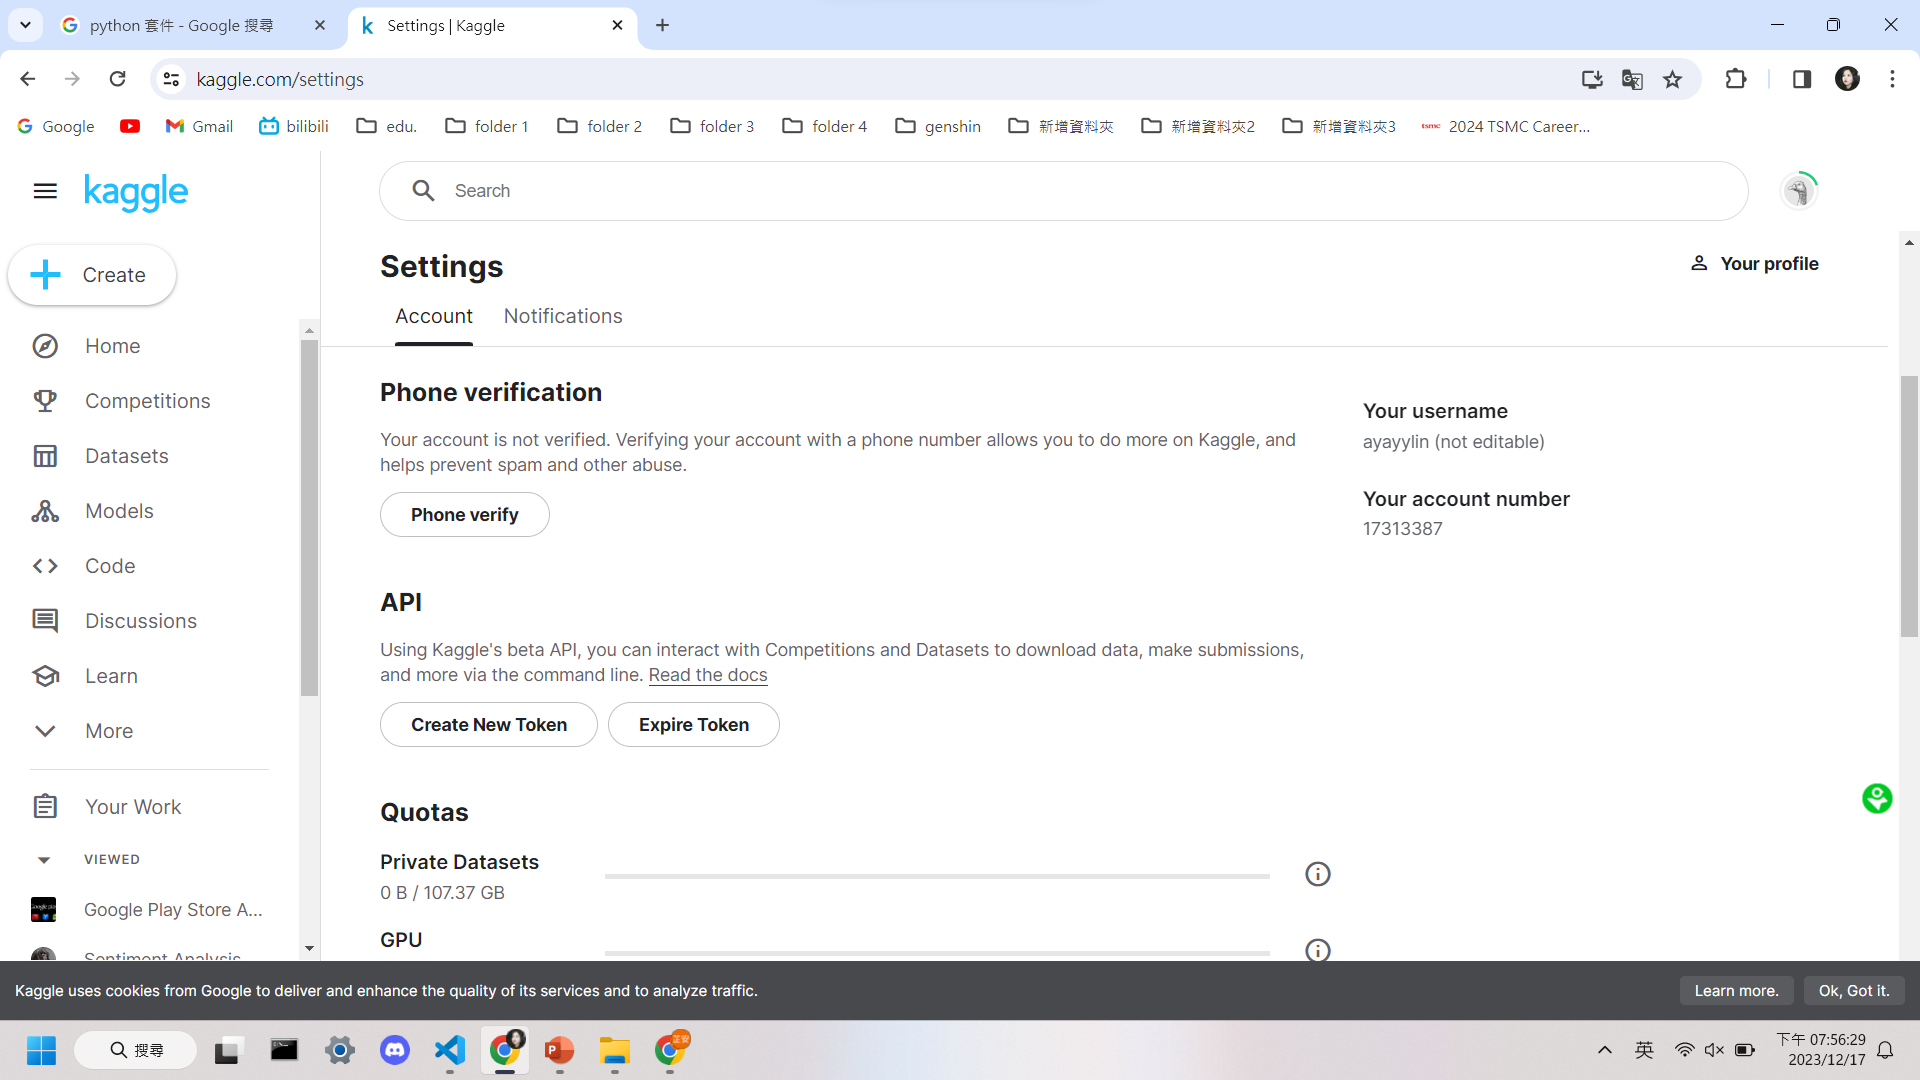 python 套件 - Google 搜尋
Settings | Kaggle
kaggle.com/settings
Google
Gmail
bilibili
edu.
folder 1
folder 2
folder 3
folder 4
genshin
新增資料夾
新增資料夾2
新增資料夾3
tsmc
2024 TSMC Career...
kaggle
Search
Create
Settings
Your profile
Account
Notifications
Home
Competitions
Datasets
Models
Code
Discussions
Learn
More
Your Work
VIEWED
Google Play Store A...
Sentiment Analysis
Phone verification
Your account is not verified. Verifying your account with a phone number allows you to do more on Kaggle, and
helps prevent spam and other abuse.
Phone verify
Your username
ayayylin (not editable)
Your account number
17313387
API
Using Kaggle's beta API, you can interact with Competitions and Datasets to download data, make submissions,
and more via the command line. Read the docs
Create New Token
Expire Token
Quotas
Private Datasets
0 B / 107.37 GB
GPU
Kaggle uses cookies from Google to deliver and enhance the quality of its services and to analyze traffic.
Learn more.
Ok, Got it.
搜尋
英
下午 07:56:29
2023/12/17